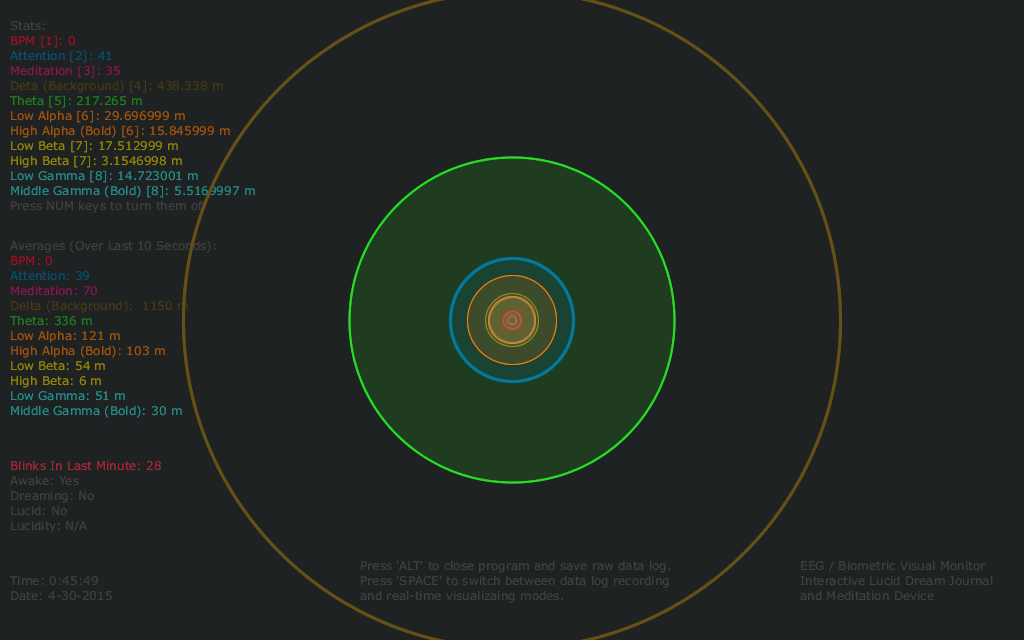 Stats:
BPM [1]: 0
Attention [2]: 41
Meditation [3]: 35
Deta (Background) [4]: 438.338 m
Theta [5]: 217.265 m
Low Alpha [6]: 29.696999 m
High Alpha (Bold) [6]: 15.845999 m
Low Beta [7]: 17.512999 m
High Beta [7]: 3.1546998 m
Low Gamma [8]: 14.723001 m
Middle Gamma (Bold) [8]: 5.5169997 m
Press NUM keys to turn them off
Averages (Over Last 10 Seconds):
BPM: 0
Attention: 39
Meditation: 70
Delta (Background):  1150 m
Theta: 336 m
Low Alpha: 121 m
High Alpha (Bold): 103 m
Low Beta: 54 m
High Beta: 6 m
Low Gamma: 51 m
Middle Gamma (Bold): 30 m
Blinks In Last Minute: 28
Awake: Yes
Dreaming: No
Lucid: No
Lucidity: N/A
Time: 0:45:49
Date: 4-30-2015
Press 'ALT' to close program and save raw data log.
Press 'SPACE' to switch between data log recording
and real-time visualizaing modes.
EEG / Biometric Visual Monitor
Interactive Lucid Dream Journal
and Meditation Device